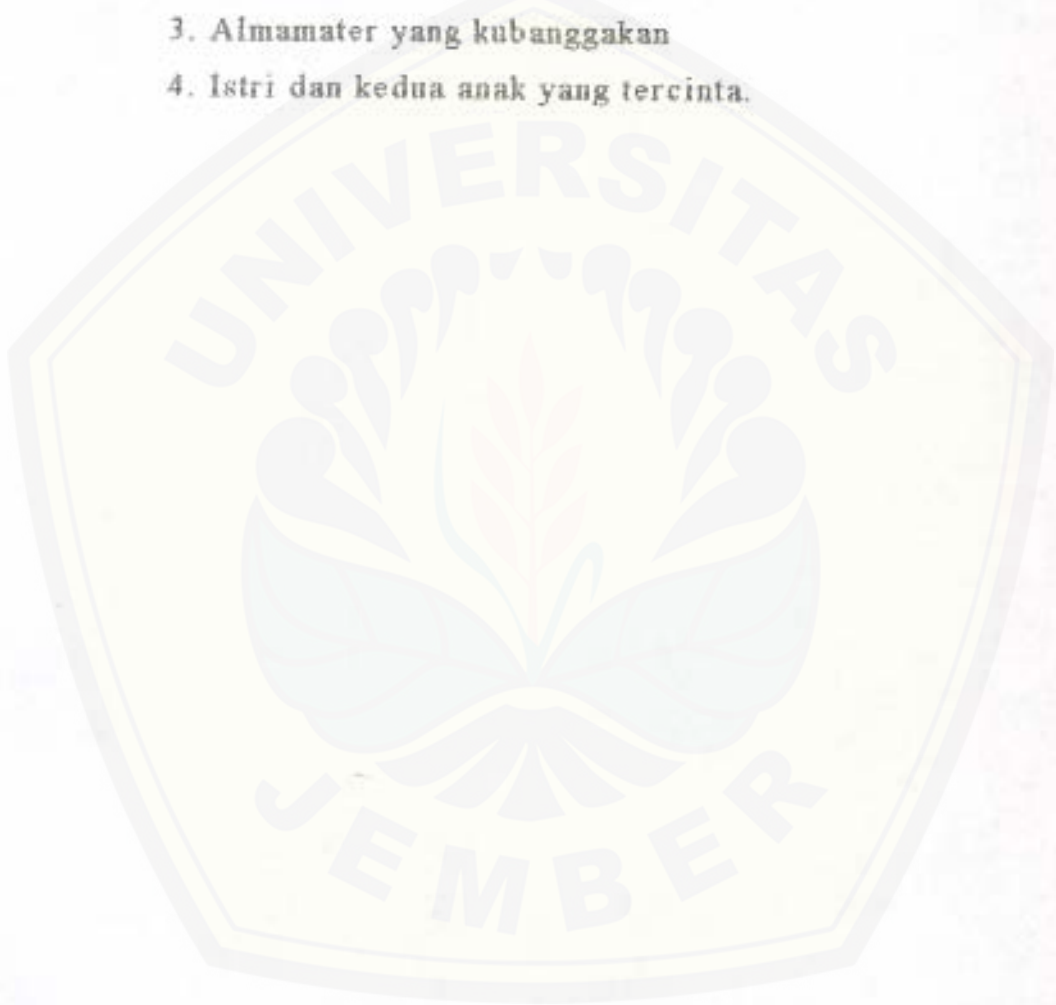 3. Almamater yang kubanggakan
4. Istri dan kedua anak yang tercinta.
UNIVERSITAS
JEMBER